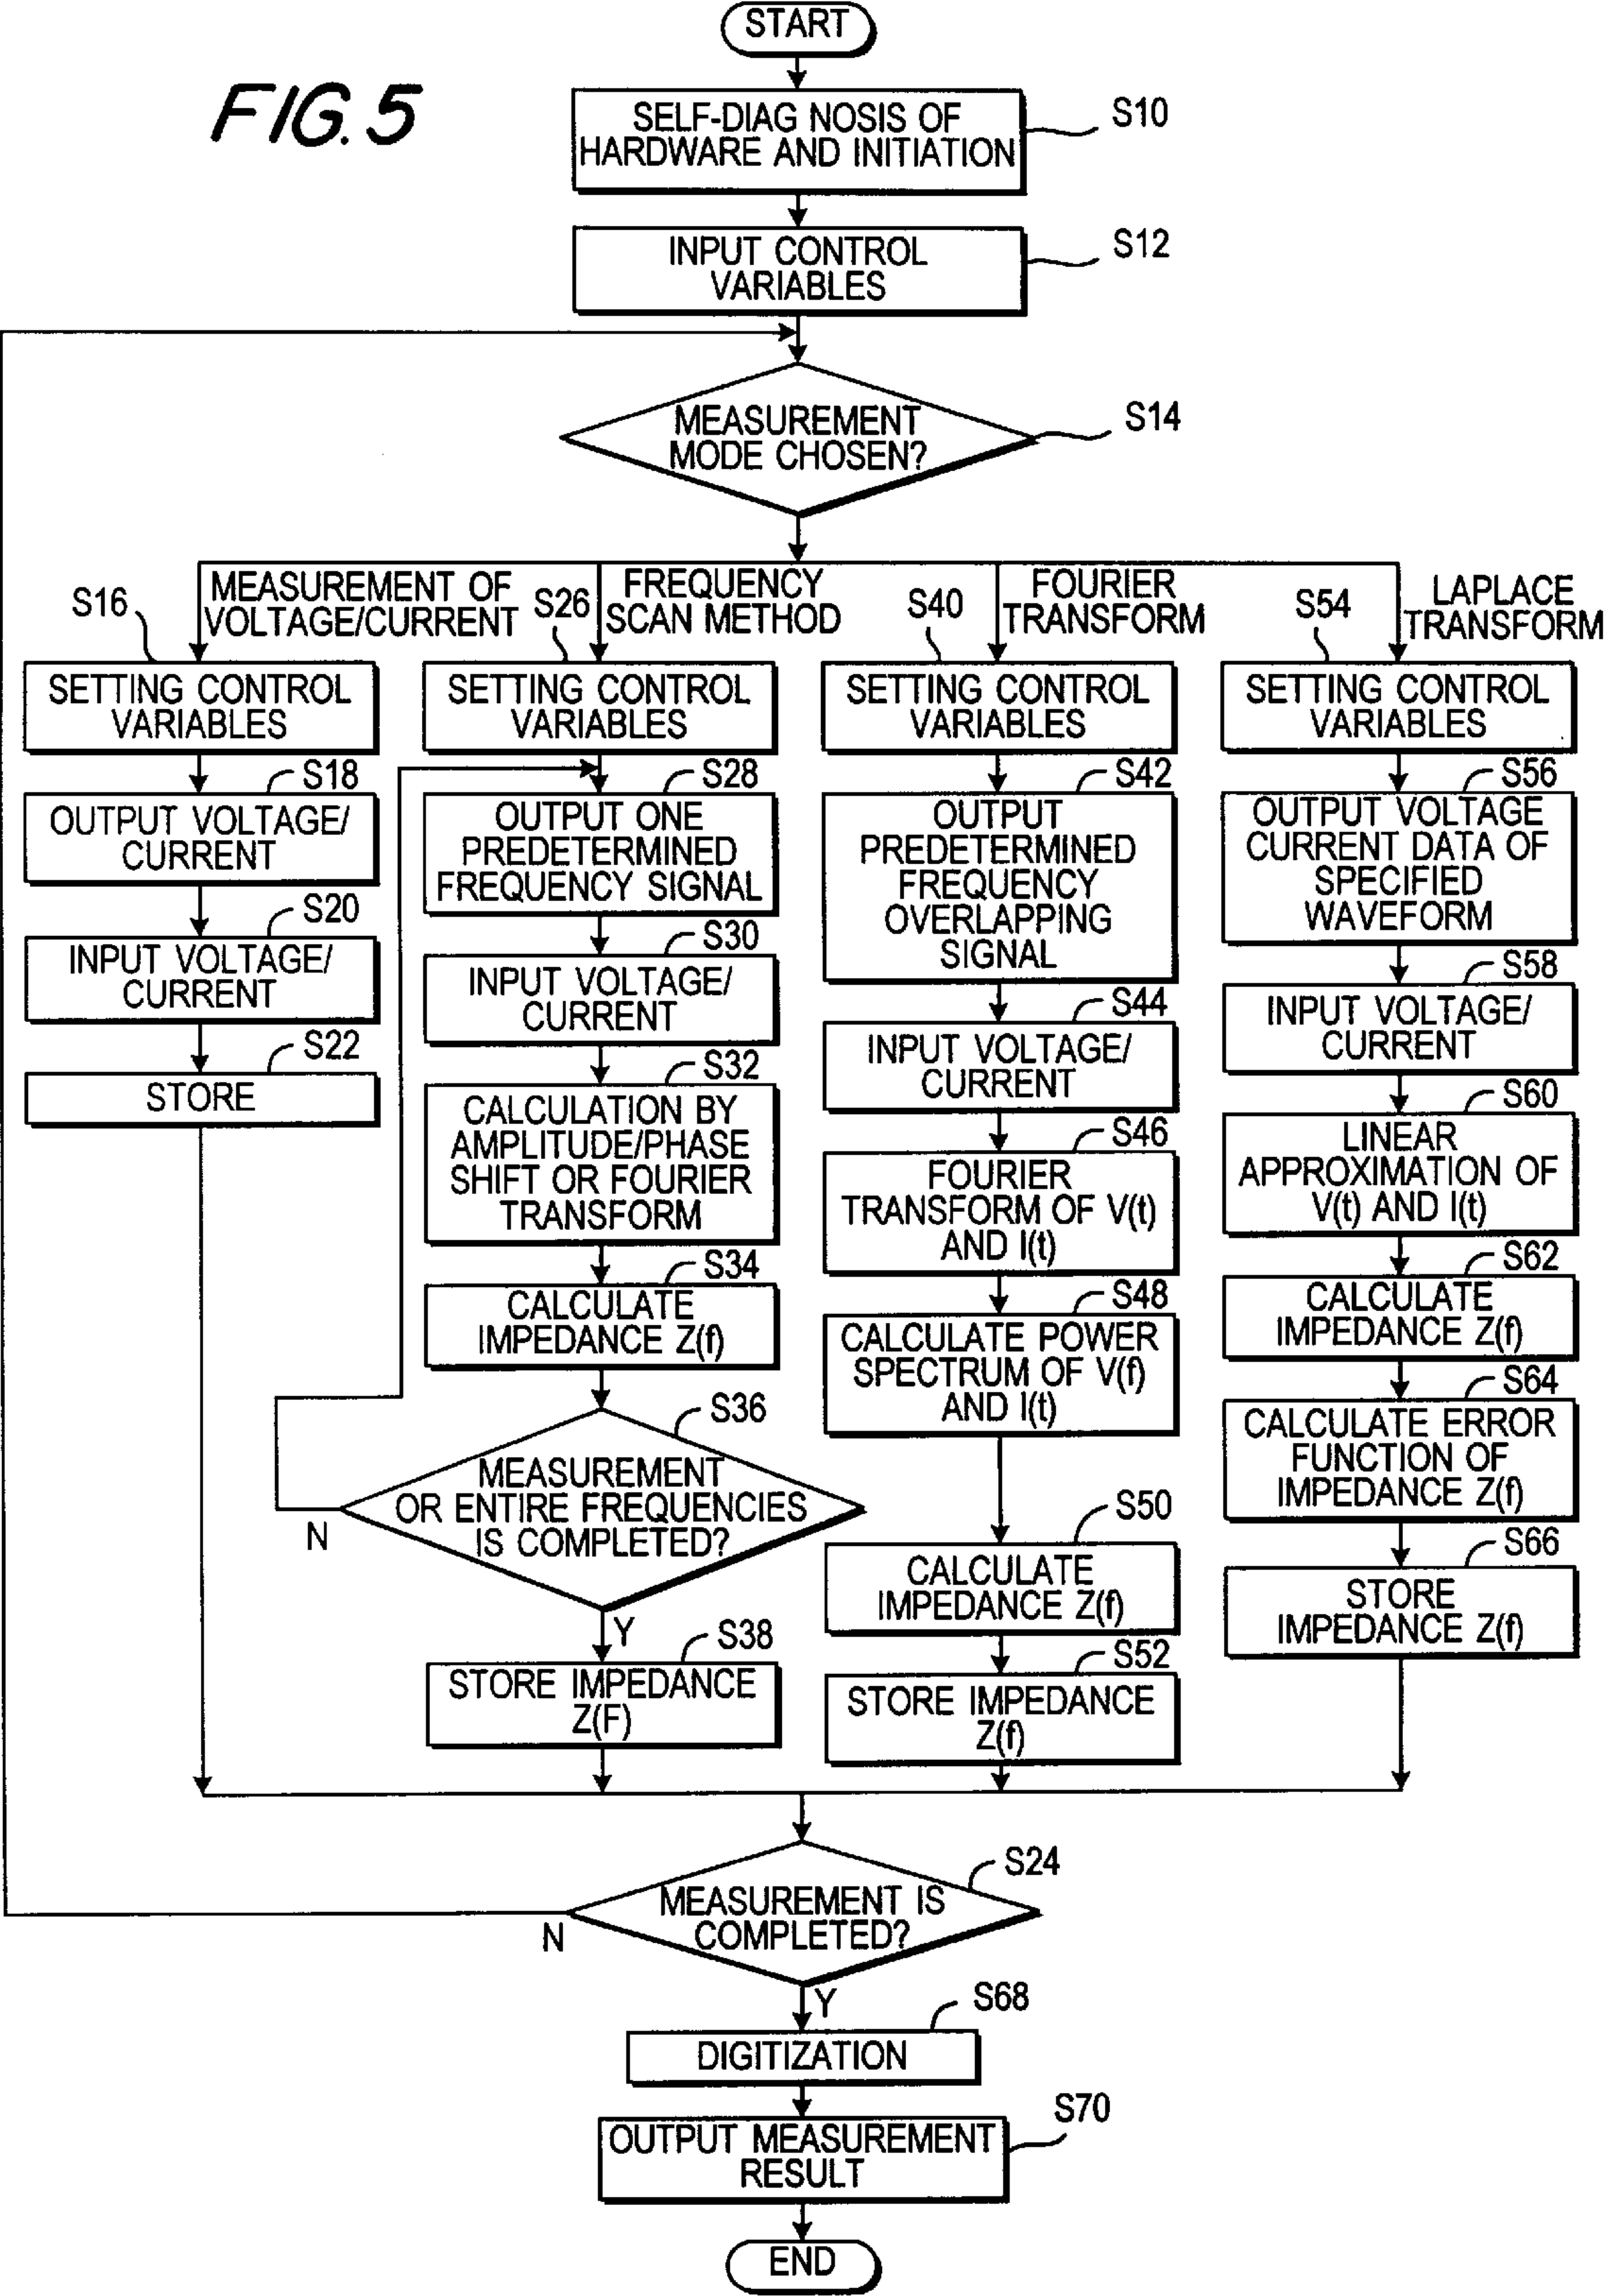 START
FIG. 5
SELF-DIAG NOSIS OF
HARDWARE AND INITIATION
S10
INPUT CONTROL
VARIABLES
S12
MEASUREMENT
MODE CHOSEN?
S14
MEASUREMENT OF
VOLTAGE/CURRENT
S16
SETTING CONTROL
VARIABLES
S18
OUTPUT VOLTAGE/
CURRENT
S20
INPUT VOLTAGE/
CURRENT
S22
STORE
FREQUENCY
SCAN METHOD
S26
SETTING CONTROL
VARIABLES
S28
OUTPUT ONE
PREDETERMINED
FREQUENCY SIGNAL
S30
INPUT VOLTAGE/
CURRENT
S32
CALCULATION BY
AMPLITUDE/PHASE
SHIFT OR FOURIER
TRANSFORM
S34
CALCULATE
IMPEDANCE Z(f)
S36
MEASUREMENT
OR ENTIRE FREQUENCIES
IS COMPLETED?
N
Y
S38
STORE IMPEDANCE
Z(F)
FOURIER
TRANSFORM
S40
SETTING CONTROL
VARIABLES
S42
OUTPUT
PREDETERMINED
FREQUENCY
OVERLAPPING
SIGNAL
S44
INPUT VOLTAGE/
CURRENT
S46
FOURIER
TRANSFORM OF V(t)
AND I(t)
S48
CALCULATE POWER
SPECTRUM OF V(f)
AND I(t)
S50
CALCULATE
IMPEDANCE Z(f)
S52
STORE IMPEDANCE
Z(f)
LAPLACE
TRANSFORM
S54
SETTING CONTROL
VARIABLES
S56
OUTPUT VOLTAGE
CURRENT DATA OF
SPECIFIED
WAVEFORM
S58
INPUT VOLTAGE/
CURRENT
S60
LINEAR
APPROXIMATION OF
V(t) AND I(t)
S62
CALCULATE
IMPEDANCE Z(f)
S64
CALCULATE ERROR
FUNCTION OF
IMPEDANCE Z(f)
S66
STORE
IMPEDANCE Z(f)
S24
MEASUREMENT IS
COMPLETED?
N
Y
S68
DIGITIZATION
S70
OUTPUT MEASUREMENT
RESULT
END